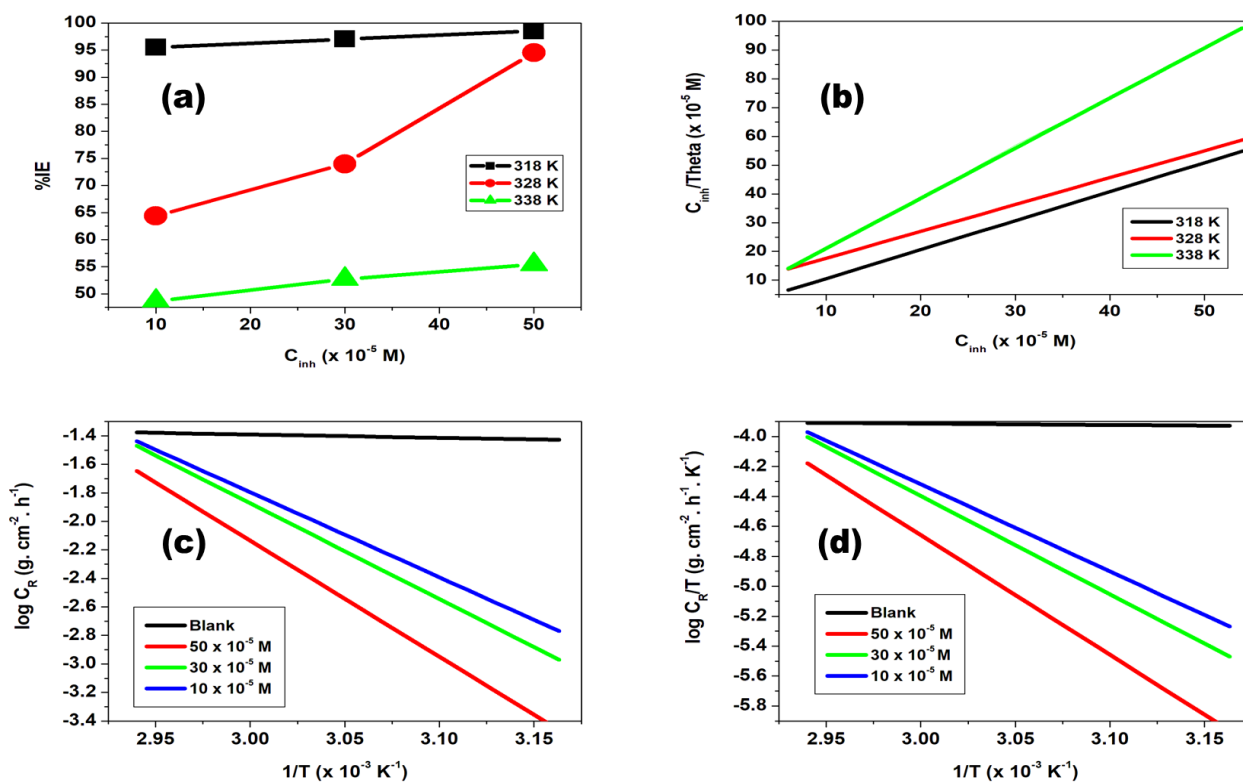 100
95
90
85
80
75
70
65
60
55
50
%IE
(a)
318 K
328 K
338 K
10 20 30 40 50
C_inh (x 10⁻⁵ M)
100
90
80
70
60
50
40
30
20
10
C_inh/Theta (x 10⁻⁵ M)
(b)
318 K
328 K
338 K
10 20 30 40 50
C_inh (x 10⁻⁵ M)
-1.4
-1.6
-1.8
-2.0
-2.2
-2.4
-2.6
-2.8
-3.0
-3.2
-3.4
log C_R (g. cm⁻². h⁻¹)
(c)
Blank
50 x 10⁻⁵ M
30 x 10⁻⁵ M
10 x 10⁻⁵ M
2.95 3.00 3.05 3.10 3.15
1/T (x 10⁻³ K⁻¹)
-4.0
-4.2
-4.4
-4.6
-4.8
-5.0
-5.2
-5.4
-5.6
-5.8
log C_R/T (g. cm⁻². h⁻¹. K⁻¹)
(d)
Blank
50 x 10⁻⁵ M
30 x 10⁻⁵ M
10 x 10⁻⁵ M
2.95 3.00 3.05 3.10 3.15
1/T (x 10⁻³ K⁻¹)